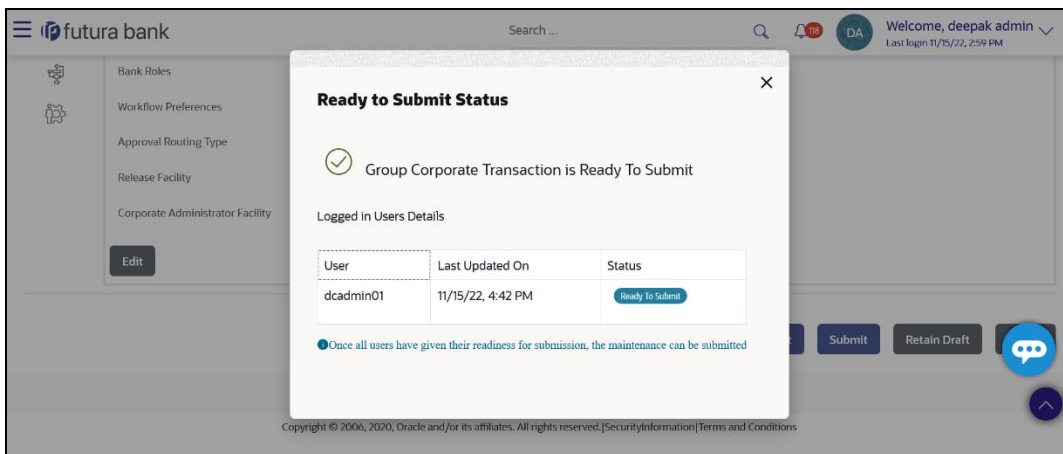 futura bank
Search ...
118
DA
Welcome, deepak admin
Last login 11/15/22, 2:59 PM
Bank Roles
Workflow Preferences
Approval Routing Type
Release Facility
Corporate Administrator Facility
Edit
Ready to Submit Status
Group Corporate Transaction is Ready To Submit
Logged in Users Details
User Last Updated On Status
dcadmin01 11/15/22, 4:42 PM Ready To Submit
Once all users have given their readiness for submission, the maintenance can be submitted
Submit Retain Draft
Copyright © 2006, 2020, Oracle and/or its affiliates. All rights reserved.|SecurityInformation|Terms and Conditions